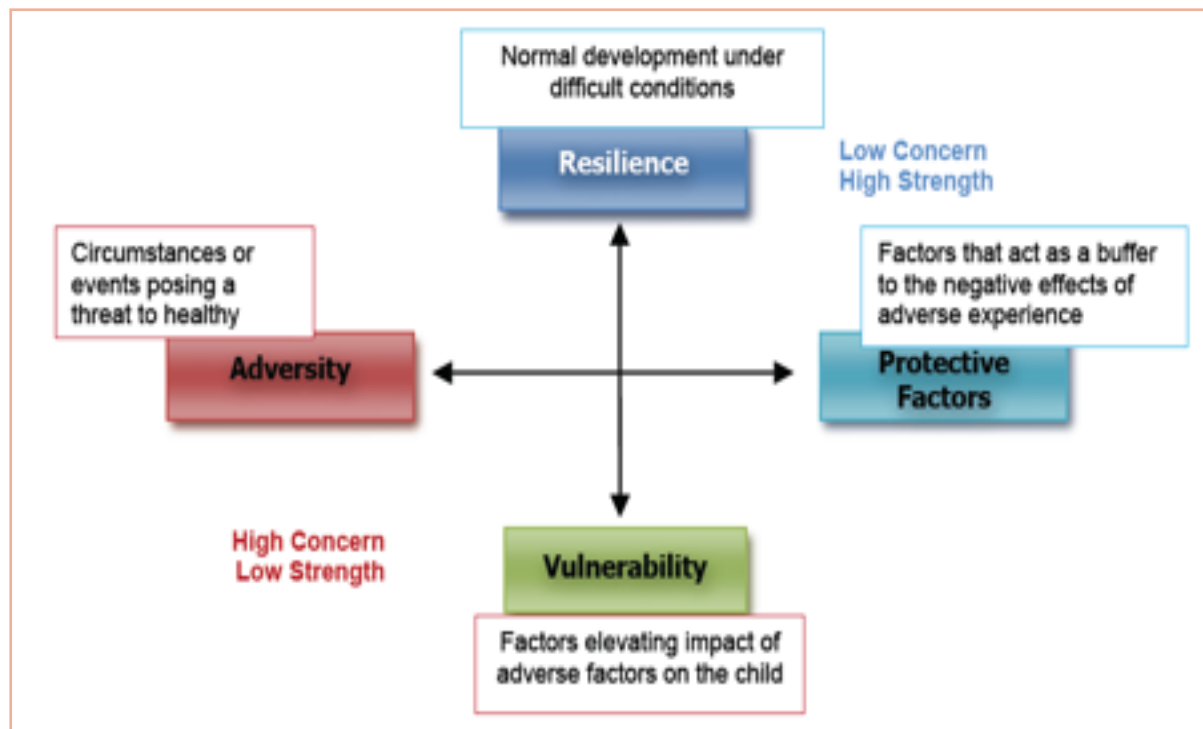 Normal development under
difficult conditions
Resilience
Low Concern
High Strength
Circumstances or
events posing a
threat to healthy
Adversity
Factors that act as a buffer
to the negative effects of
adverse experience
Protective
Factors
High Concern
Low Strength
Vulnerability
Factors elevating impact of
adverse factors on the child